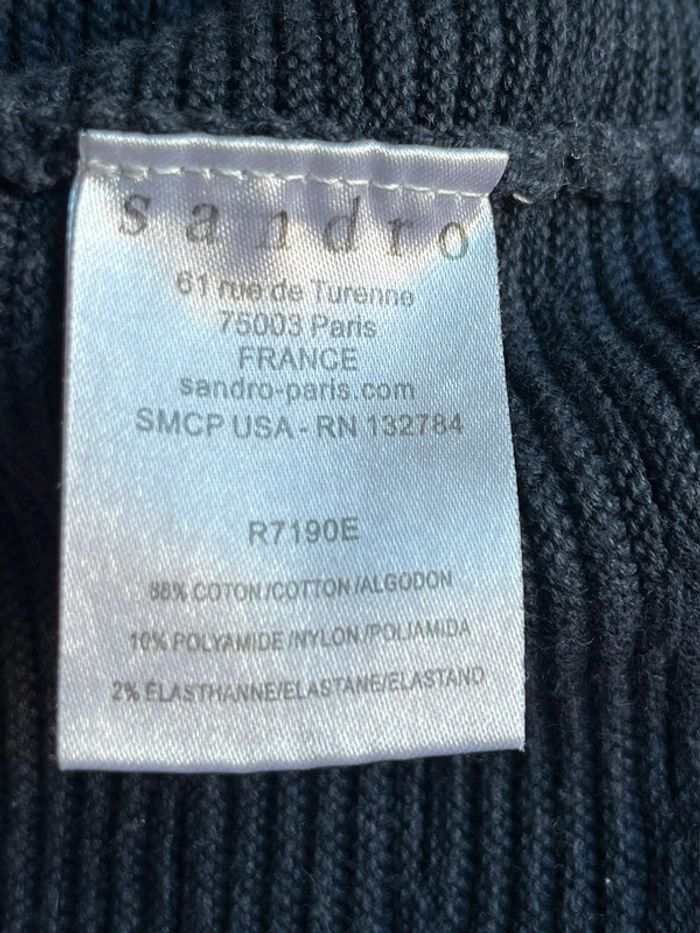 sandro
61 rue de Turenne
75003 Paris
FRANCE
sandro-paris.com
SMCP USA - RN 132784
R7190E
88% COTON/COTTON/ALGODON
10% POLYAMIDE/NYLON/POLIAMIDA
2% ÉLASTHANNE/ELASTANE/ELASTANO